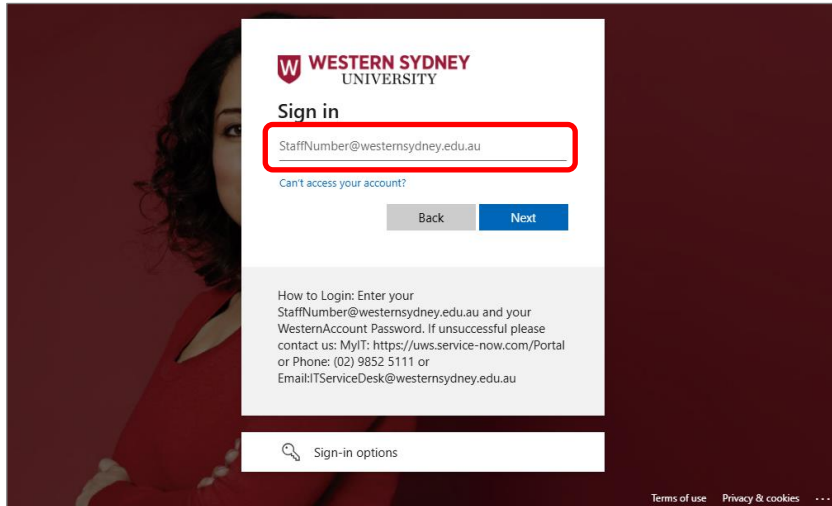 W WESTERN SYDNEY
UNIVERSITY
Sign in
StaffNumber@westernsydney.edu.au
Can't access your account?
Back Next
How to Login: Enter your
StaffNumber@westernsydney.edu.au and your
WesternAccount Password. If unsuccessful please
contact us: MyIT: https://uws.service-now.com/Portal
or Phone: (02) 9852 5111 or
Email:ITServiceDesk@westernsydney.edu.au
Sign-in options
Terms of use Privacy & cookies ...